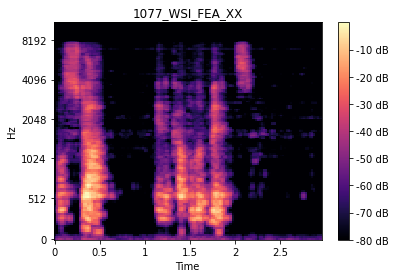 1077_WSI_FEA_XX
8192
4096
2048
1024
512
0
Hz
0
0.5
1
1.5
2
2.5
Time
-10 dB
-20 dB
-30 dB
-40 dB
-50 dB
-60 dB
-70 dB
-80 dB